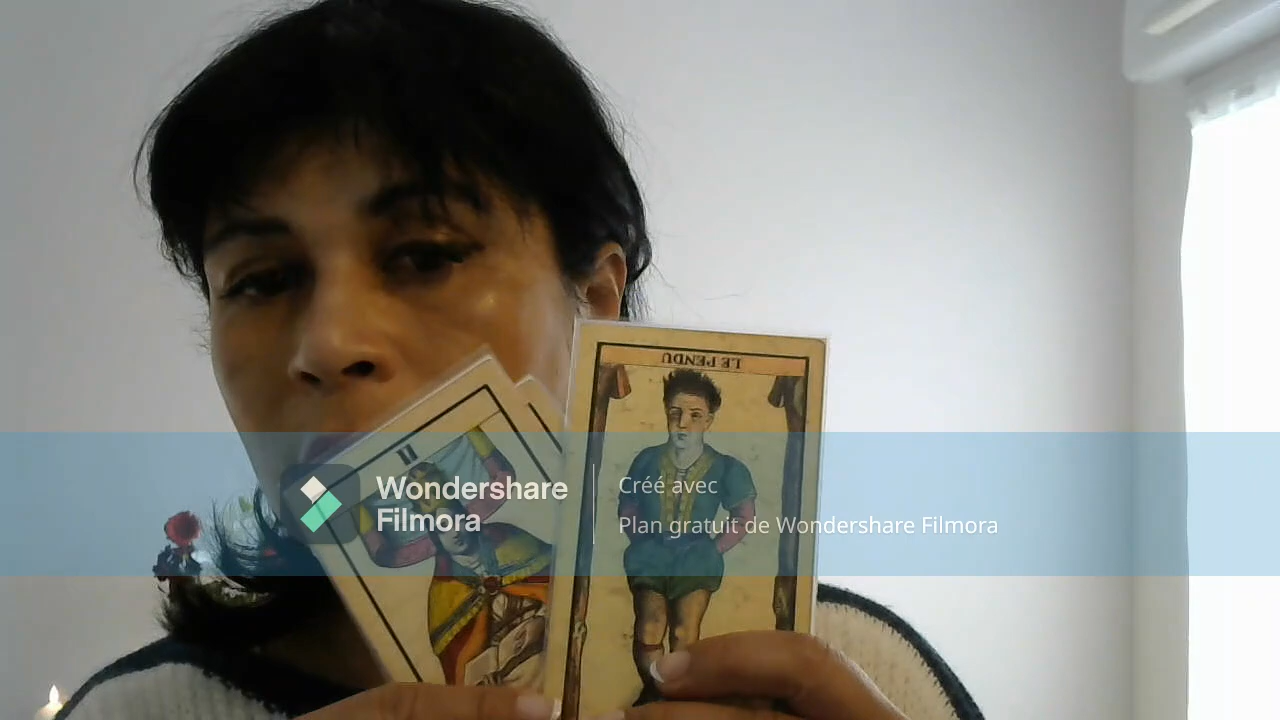 LE PENDU
II
Wondershare
Filmora
Créé avec
Plan gratuit de Wondershare Filmora